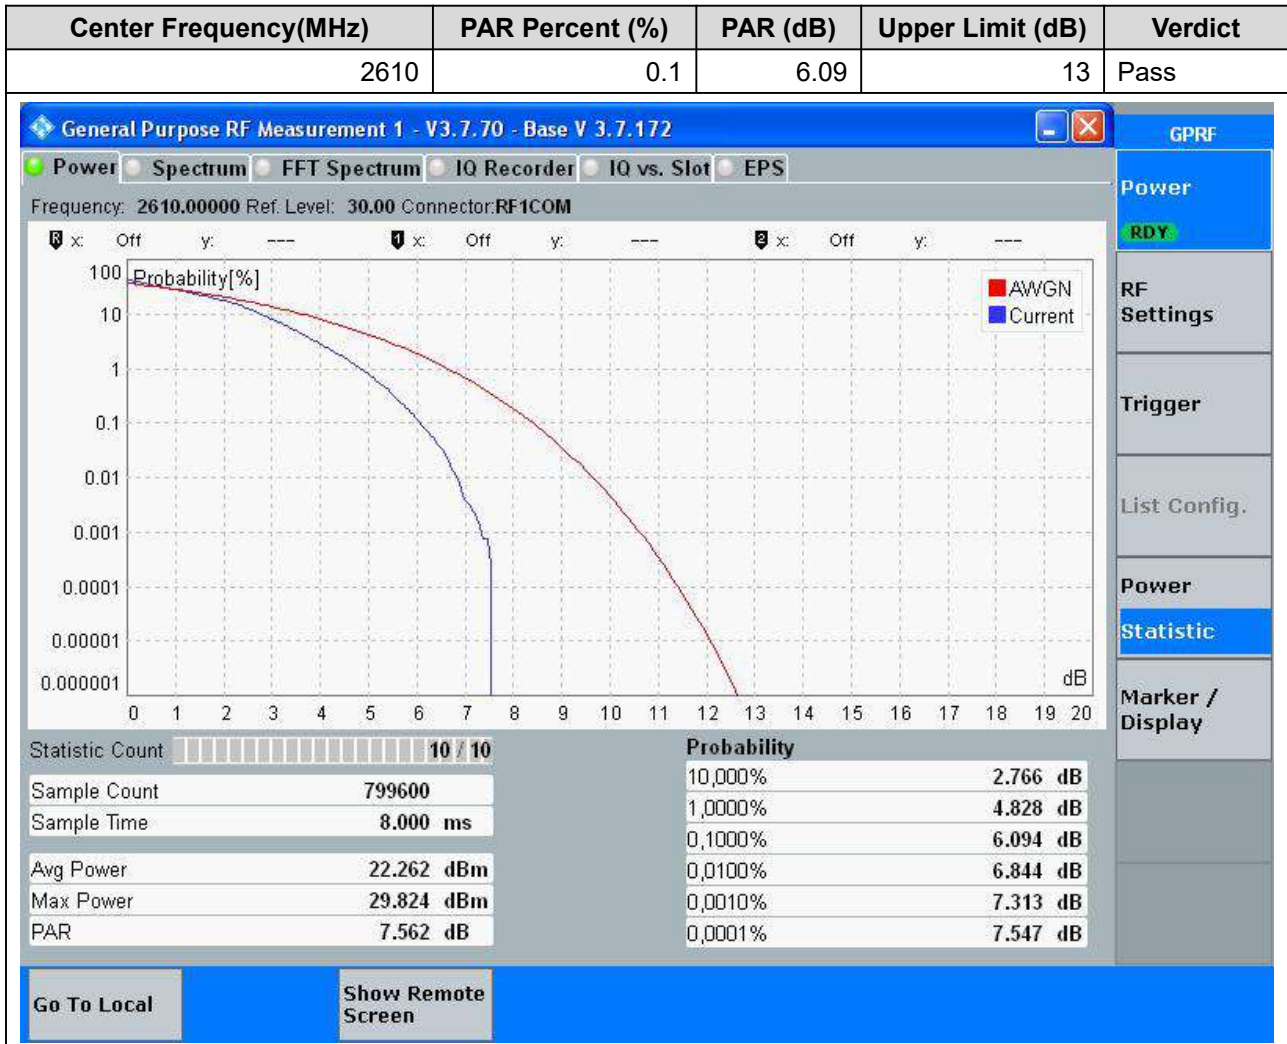 Center Frequency(MHz) PAR Percent (%) PAR (dB) Upper Limit (dB) Verdict
2610 0.1 6.09 13 Pass
General Purpose RF Measurement 1 - V3.7.70 - Base V 3.7.172
GPRF
Power Spectrum FFT Spectrum IQ Recorder IQ vs. Slot EPS
Frequency: 2610.00000 Ref. Level: 30.00 Connector:RF1COM
R x: Off y: --- 1 x: Off y: --- 2 x: Off y: ---
Probability[%]
AWGN
Current
100
10
1
0.1
0.01
0.001
0.0001
0.00001
0.000001
dB
0 1 2 3 4 5 6 7 8 9 10 11 12 13 14 15 16 17 18 19 20
Statistic Count 10 / 10
Sample Count 799600
Sample Time 8.000 ms
Avg Power 22.262 dBm
Max Power 29.824 dBm
PAR 7.562 dB
Probability
10,000% 2.766 dB
1,0000% 4.828 dB
0,1000% 6.094 dB
0,0100% 6.844 dB
0,0010% 7.313 dB
0,0001% 7.547 dB
Power
RDY
RF
Settings
Trigger
List Config.
Power
Statistic
Marker /
Display
Go To Local
Show Remote
Screen